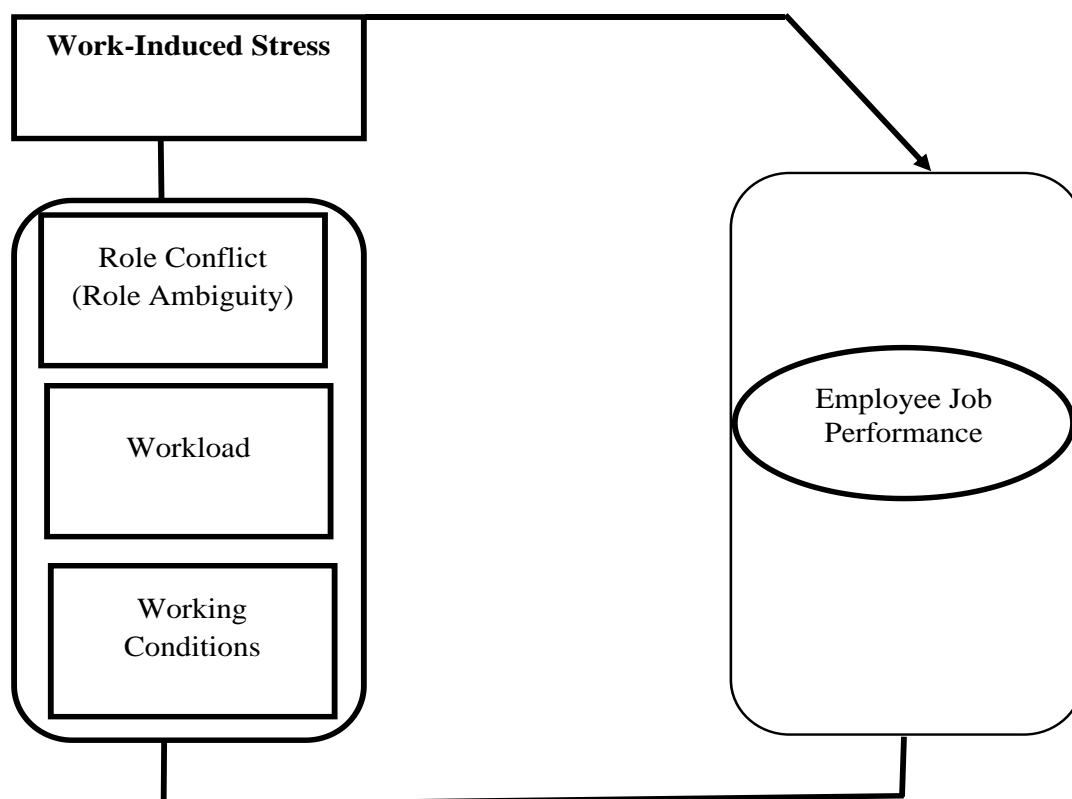 Work-Induced Stress
Role Conflict
(Role Ambiguity)
Workload
Working
Conditions
Employee Job
Performance